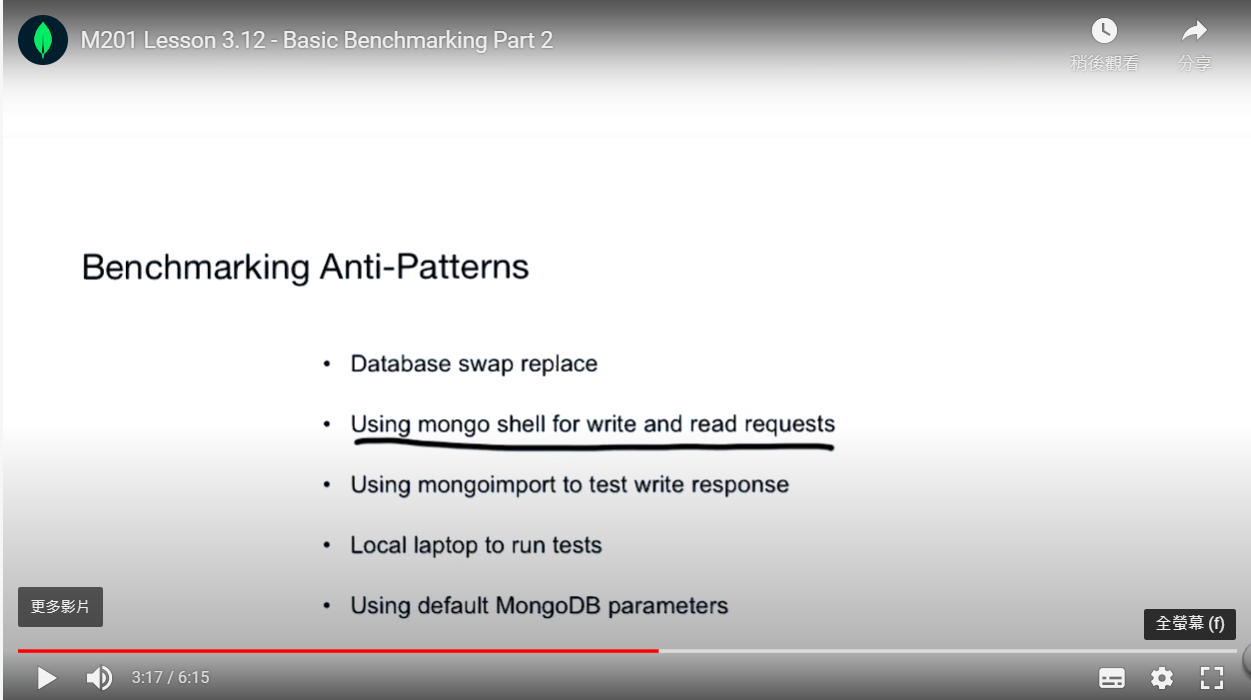 M201 Lesson 3.12 - Basic Benchmarking Part 2
稍後觀看
分享
Benchmarking Anti-Patterns
• Database swap replace
• Using mongo shell for write and read requests
• Using mongoimport to test write response
• Local laptop to run tests
• Using default MongoDB parameters
更多影片
全螢幕 (f)
3:17 / 6:15